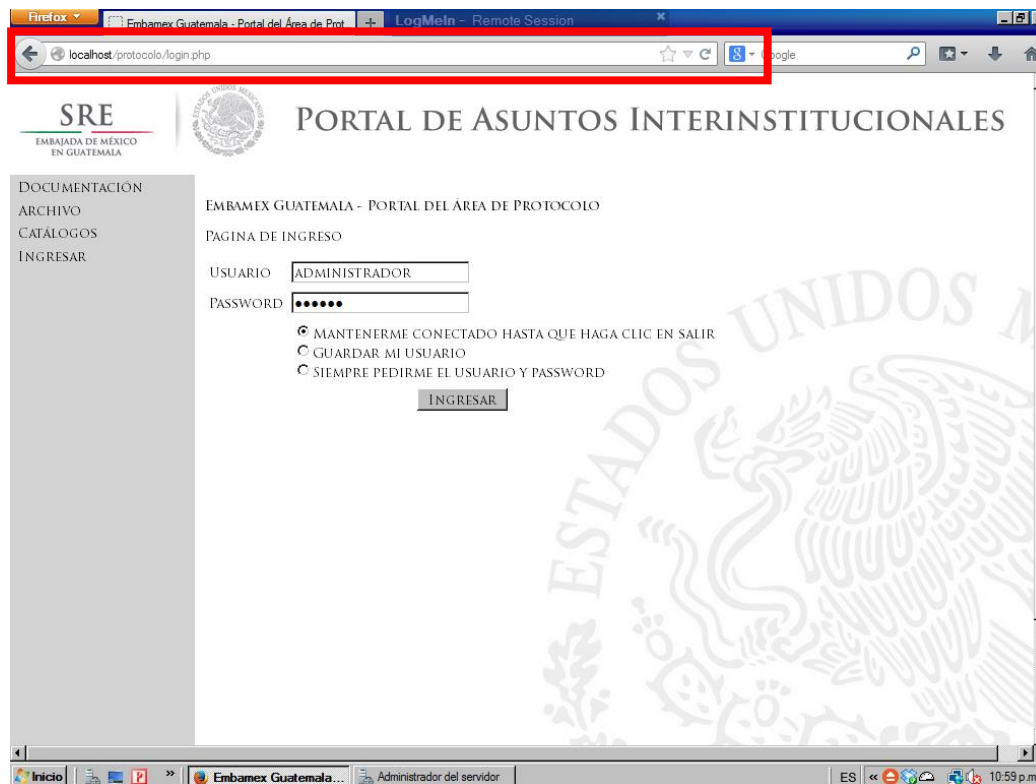 Firefox
Embamex Guatemala - Portal del Área de Prot...
LogMeIn - Remote Session
localhost/protocolo/login.php
Google
SRE
EMBAJADA DE MÉXICO
EN GUATEMALA
ESTADOS UNIDOS MEXICANOS
PORTAL DE ASUNTOS INTERINSTITUCIONALES
DOCUMENTACIÓN
ARCHIVO
CATÁLOGOS
INGRESAR
EMBAMEX GUATEMALA - PORTAL DEL ÁREA DE PROTOCOLO
PAGINA DE INGRESO
USUARIO ADMINISTRADOR
PASSWORD ●●●●●●
MANTENERME CONECTADO HASTA QUE HAGA CLIC EN SALIR
GUARDAR MI USUARIO
SIEMPRE PEDIRME EL USUARIO Y PASSWORD
INGRESAR
ESTADOS UNIDOS M
Inicio
Embamex Guatemala...
Administrador del servidor
ES
10:59 p.m.